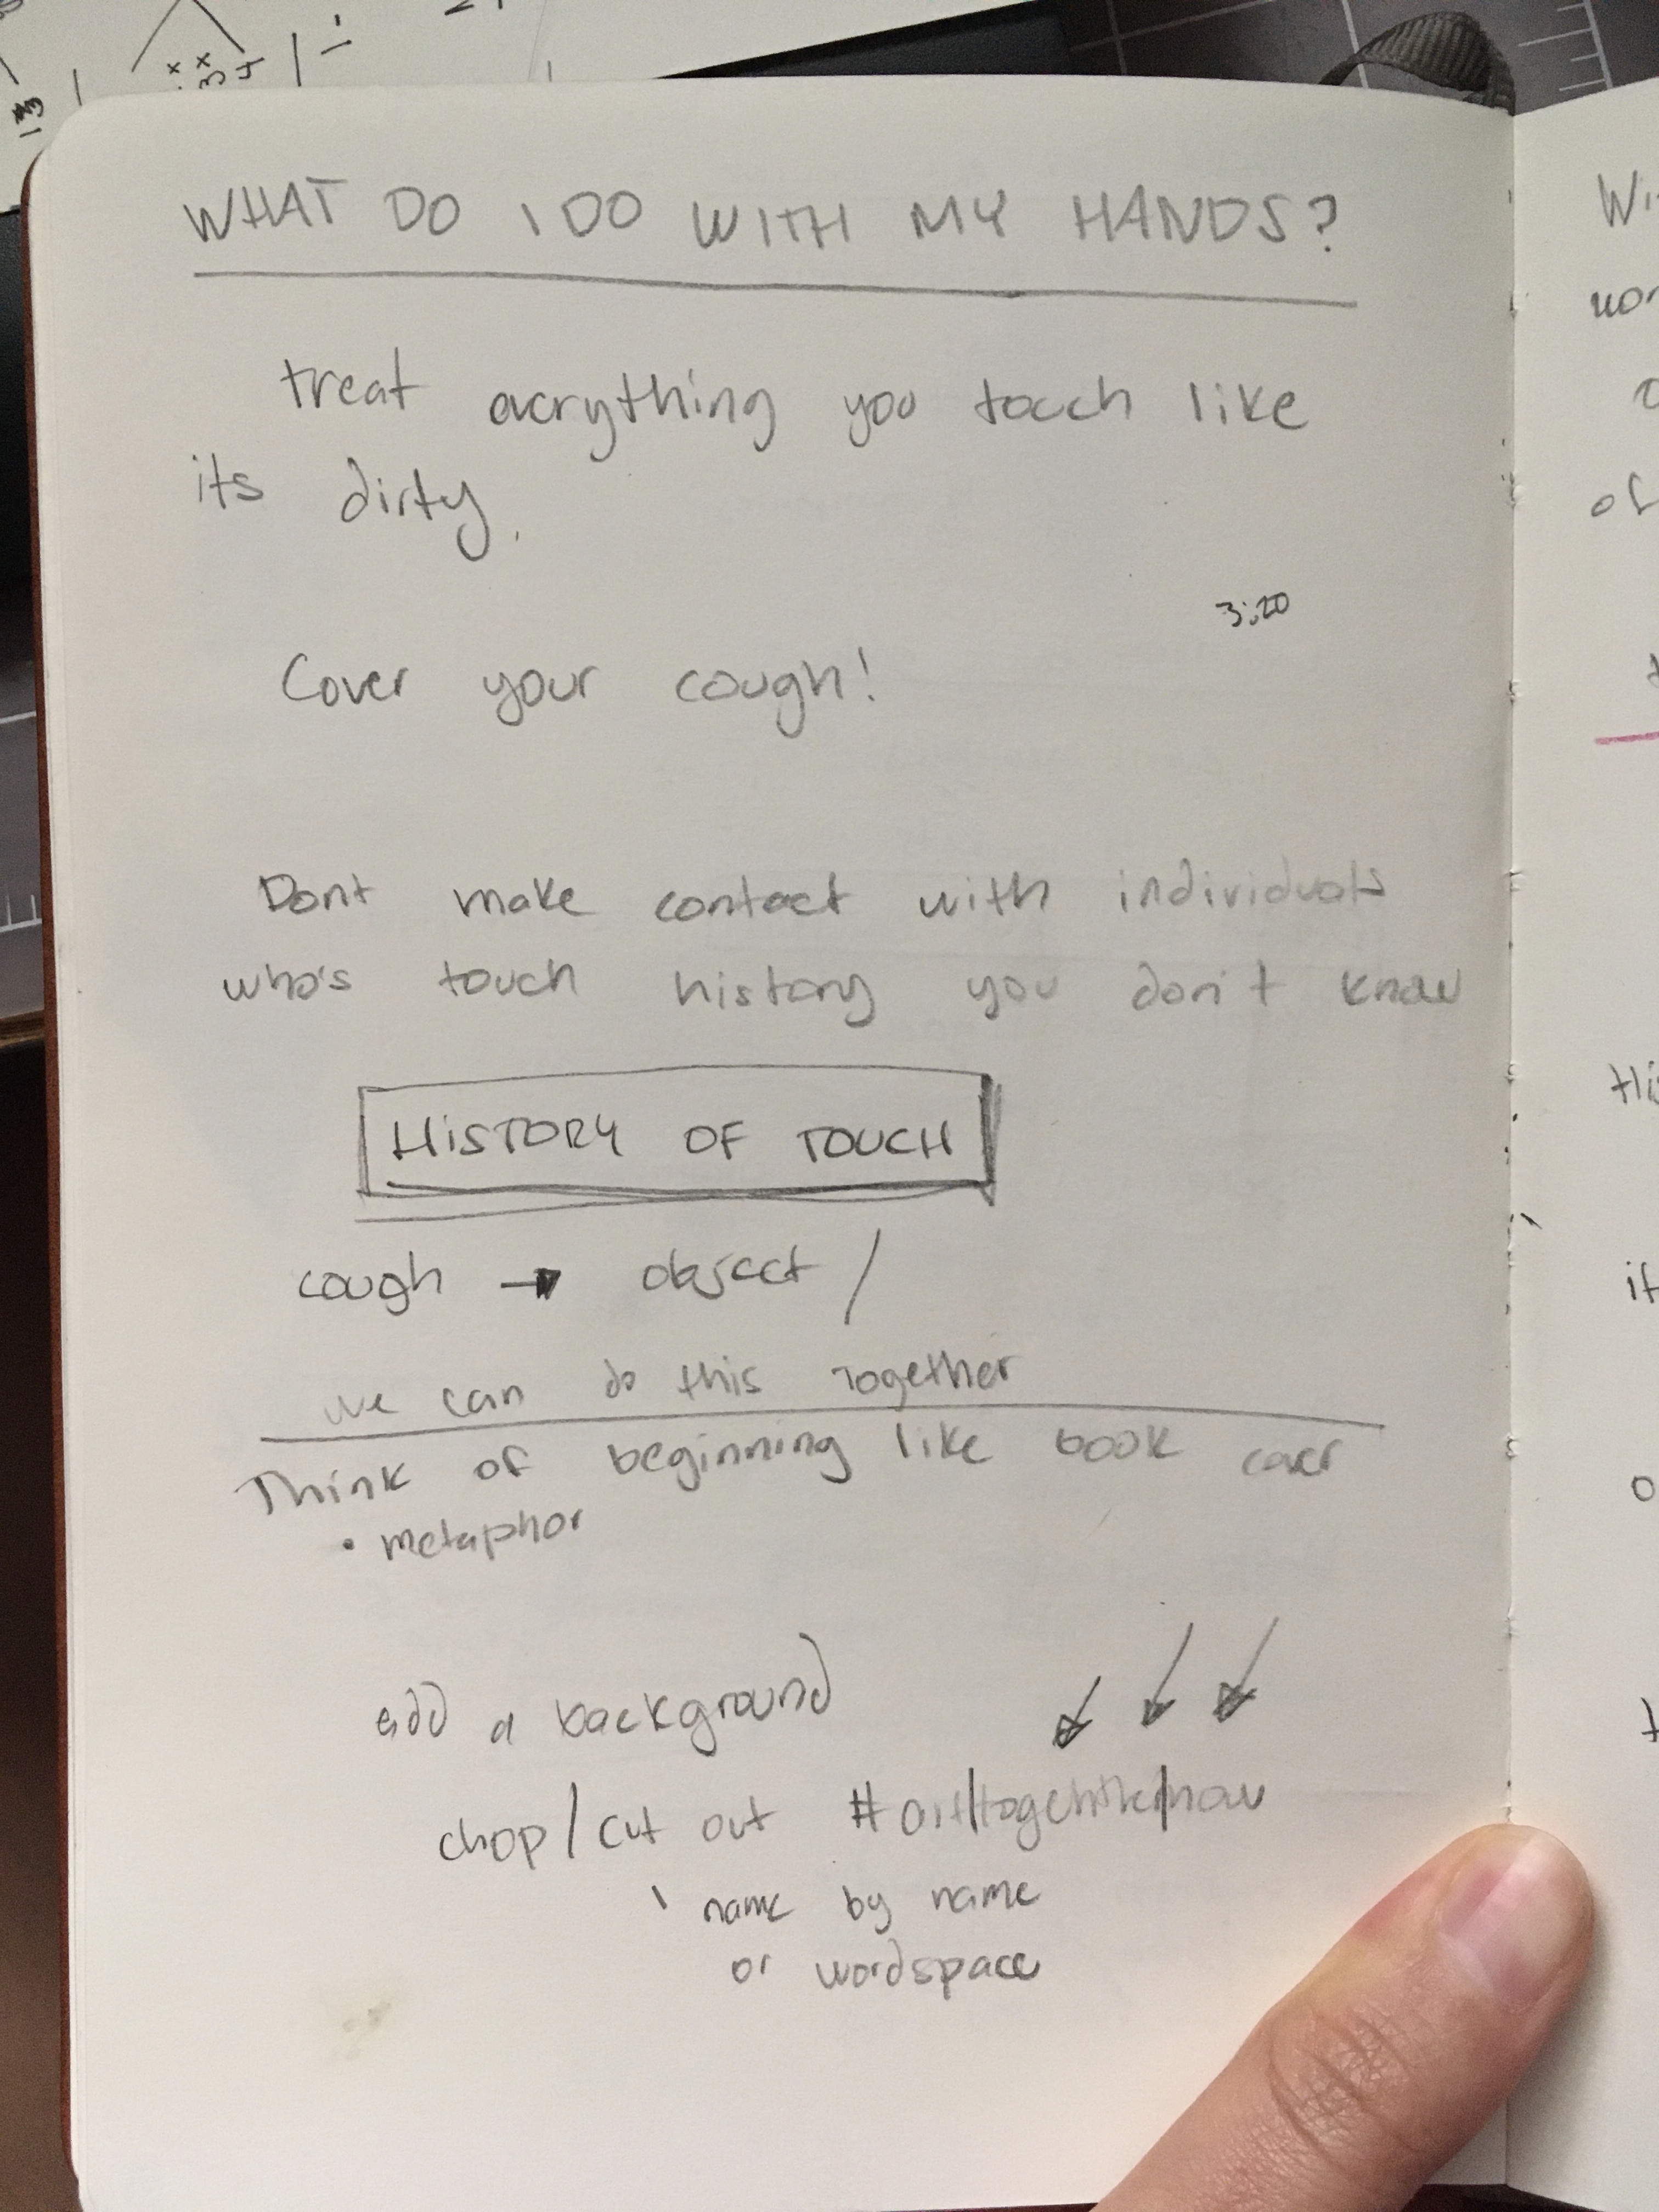 WHAT DO I DO WITH MY HANDS?
treat everything you touch like
its dirty.
3:20
Cover your cough!
Dont make contact with individuals
who's touch history you don't know
HISTORY OF TOUCH
cough → object /
we can do this Together
Think of beginning like book cover
• metaphor
add a background
chop/cut out #
name by name
or wordspace
of